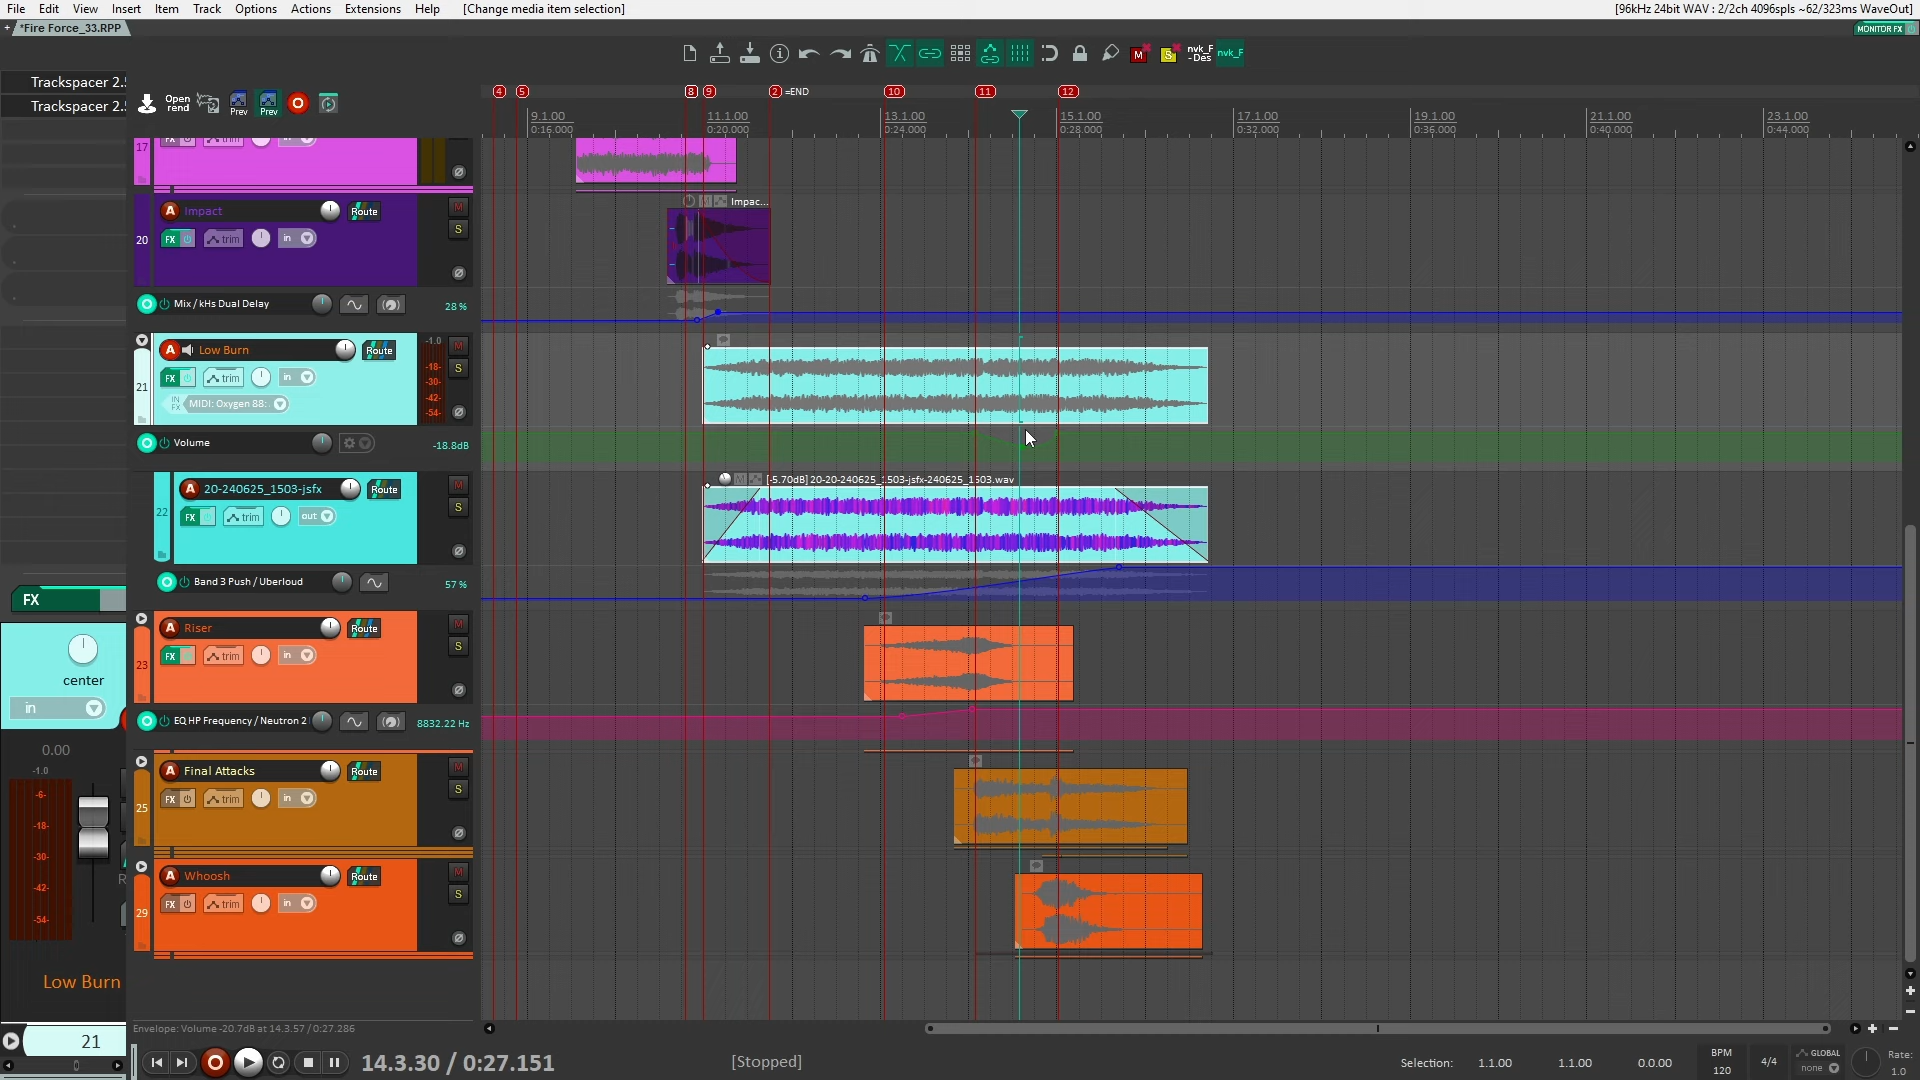 File Edit View Insert Item Track Options Actions Extensions Help [Change media item selection] [96kHz 24bit WAV : 2/2ch 4096spls ~62/323ms WaveOut]
+ *Fire Force_33.RPP MONITOR FX
M S nvk_F -Des nvk_F
Trackspacer 2.5
Trackspacer 2.5
Open rend Prev Prev
4 5 8 9 2 =END 10 11 12
9.1.00 11.1.00 13.1.00 15.1.00 17.1.00 19.1.00 21.1.00 23.1.00
0:16.000 0:20.000 0:24.000 0:28.000 0:32.000 0:36.000 0:40.000 0:44.000
17 FX trim in
Impac...
20 A Impact Route M
FX trim in S
Mix / kHs Dual Delay 28 %
21 A Low Burn Route -1.0 M
FX trim in -18- S
IN FX MIDI: Oxygen 88: -30-
-42-
-54-
Volume -18.8dB
[-5.70dB] 20-20-240625_1503-jsfx-240625_1503.wav
22 A 20-240625_1503-jsfx Route M
FX trim out S
Band 3 Push / Uberloud 57 %
FX
23 A Riser Route M
FX trim in S
center
in
EQ HP Frequency / Neutron 2 8832.22 Hz
0.00
-1.0
-6-
-18-
-30-
-42-
-54-
25 A Final Attacks Route M
FX trim in S
29 A Whoosh Route M
FX trim in S
R
Low Burn
21
Envelope: Volume -20.7dB at 14.3.57 / 0:27.286
14.3.30 / 0:27.151 [Stopped] Selection: 1.1.00 1.1.00 0.0.00 BPM 120 4/4 GLOBAL none Rate: 1.0